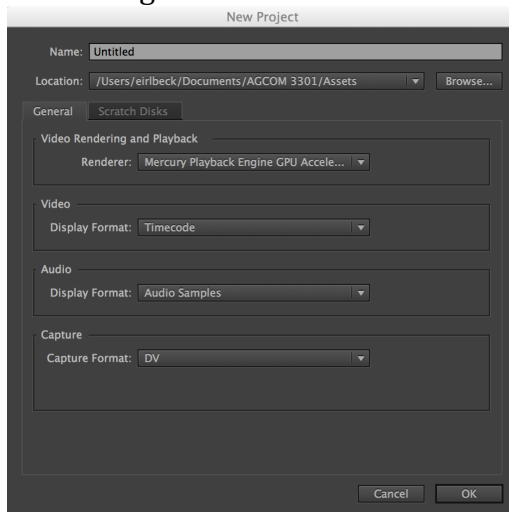 New Project
Name: Untitled
Location: /Users/eirlbeck/Documents/AGCOM 3301/Assets Browse...
General Scratch Disks
Video Rendering and Playback
Renderer: Mercury Playback Engine GPU Accele...
Video
Display Format: Timecode
Audio
Display Format: Audio Samples
Capture
Capture Format: DV
Cancel OK